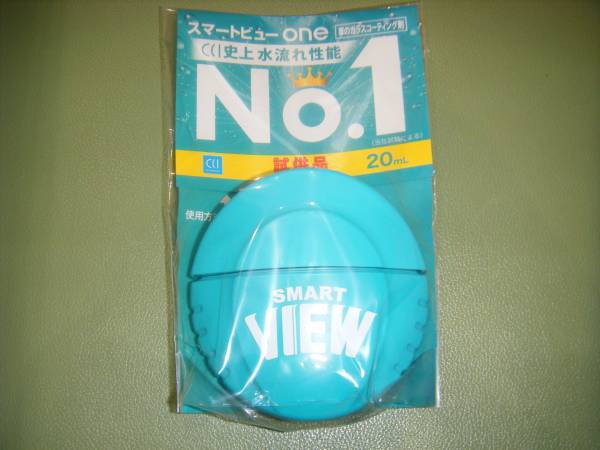 スマートビュー one
車のガラスコーティング剤
CCI史上水流れ性能
No.1
(当社試験による)
CCI
試供品
20mL
使用方
SMART
VIEW